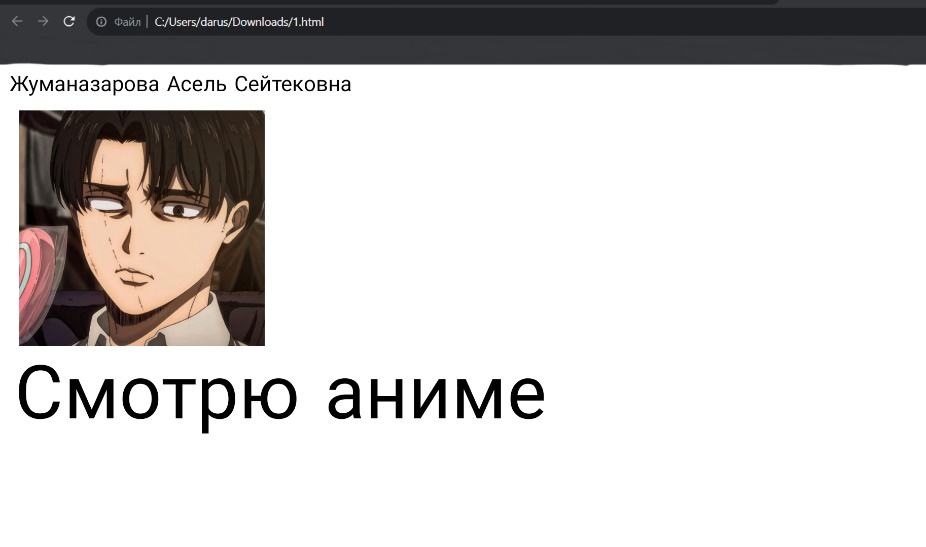 Файл | C:/Users/darus/Downloads/1.html
Жуманазарова Асель Сейтековна
Смотрю аниме